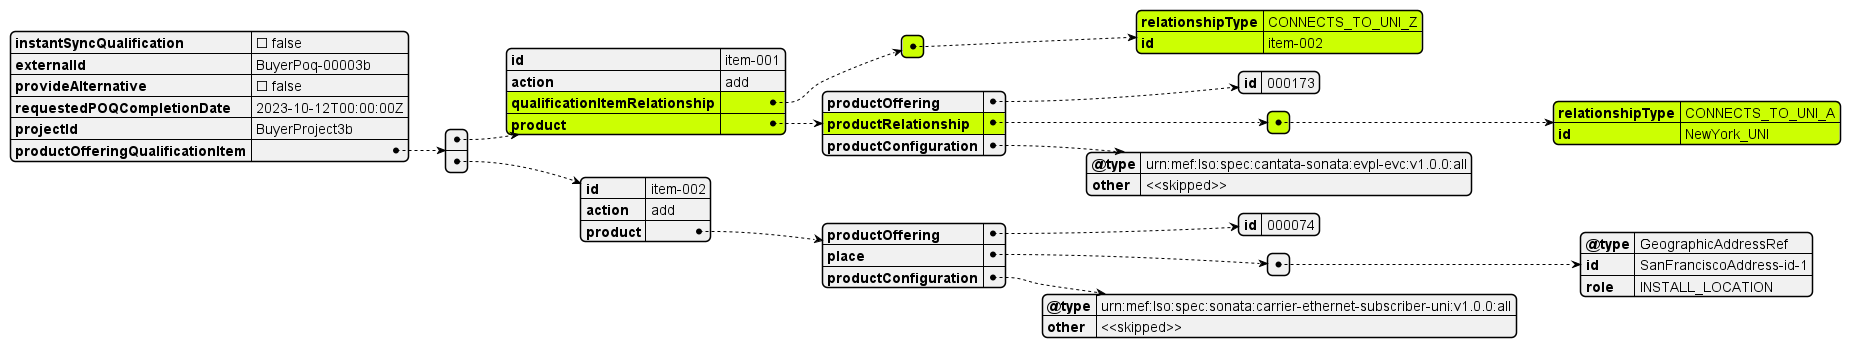 instantSyncQualification ☐ false
externalId BuyerPoq-00003b
provideAlternative ☐ false
requestedPOQCompletionDate 2023-10-12T00:00:00Z
projectId BuyerProject3b
productOfferingQualificationItem
id item-001
action add
qualificationItemRelationship
product
relationshipType CONNECTS_TO_UNI_Z
id item-002
productOffering
productRelationship
productConfiguration
id 000173
relationshipType CONNECTS_TO_UNI_A
id NewYork_UNI
@type urn:mef:lso:spec:cantata-sonata:evpl-evc:v1.0.0:all
other <<skipped>>
id item-002
action add
product
productOffering
place
productConfiguration
id 000074
@type GeographicAddressRef
id SanFranciscoAddress-id-1
role INSTALL_LOCATION
@type urn:mef:lso:spec:sonata:carrier-ethernet-subscriber-uni:v1.0.0:all
other <<skipped>>